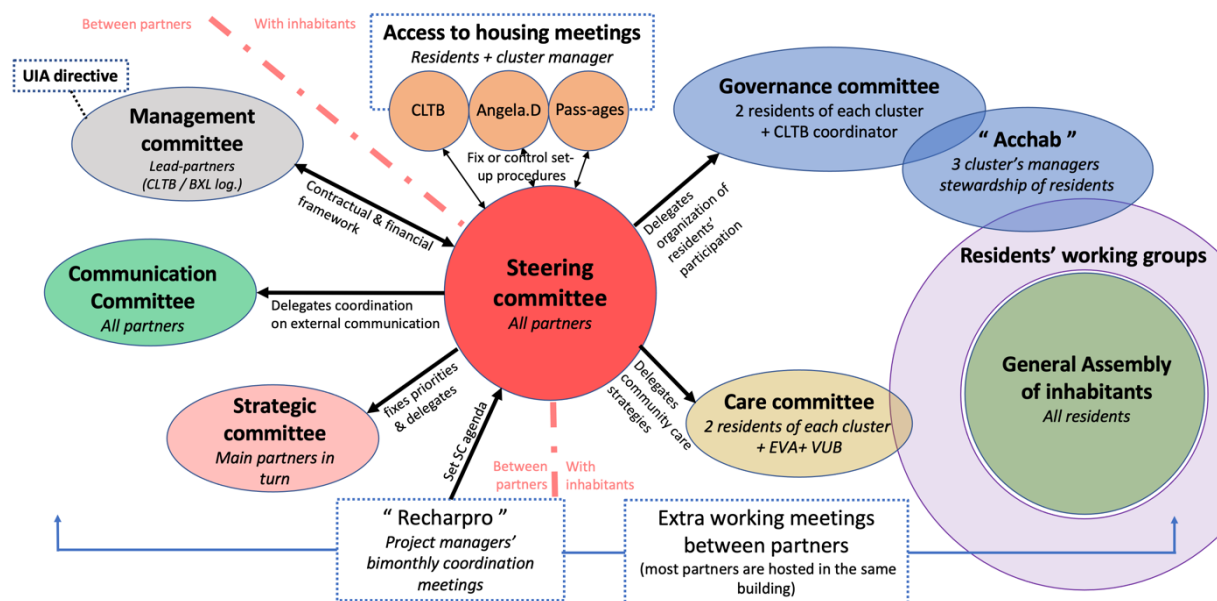 Between partners
With inhabitants
Access to housing meetings
Residents + cluster manager
CLTB
Angela.D
Pass-ages
Fix or control set-
up procedures
UIA directive
Management
committee
Lead-partners
(CLTB / BXL log.)
Contractual & financial
framework
Governance committee
2 residents of each cluster
+ CLTB coordinator
“ Acchab ”
3 cluster’s managers
stewardship of residents
Delegates
organization of
residents’
participation
Communication
Committee
All partners
Delegates coordination
on external communication
Steering
committee
All partners
Residents’ working groups
General Assembly
of inhabitants
All residents
Strategic
committee
Main partners in
turn
fixes priorities
& delegates
Set SC agenda
Delegates
community care
strategies
Care committee
2 residents of each cluster
+ EVA+ VUB
Between
partners
With
inhabitants
“ Recharpro ”
Project managers’
bimonthly coordination
meetings
Extra working meetings
between partners
(most partners are hosted in the same
building)